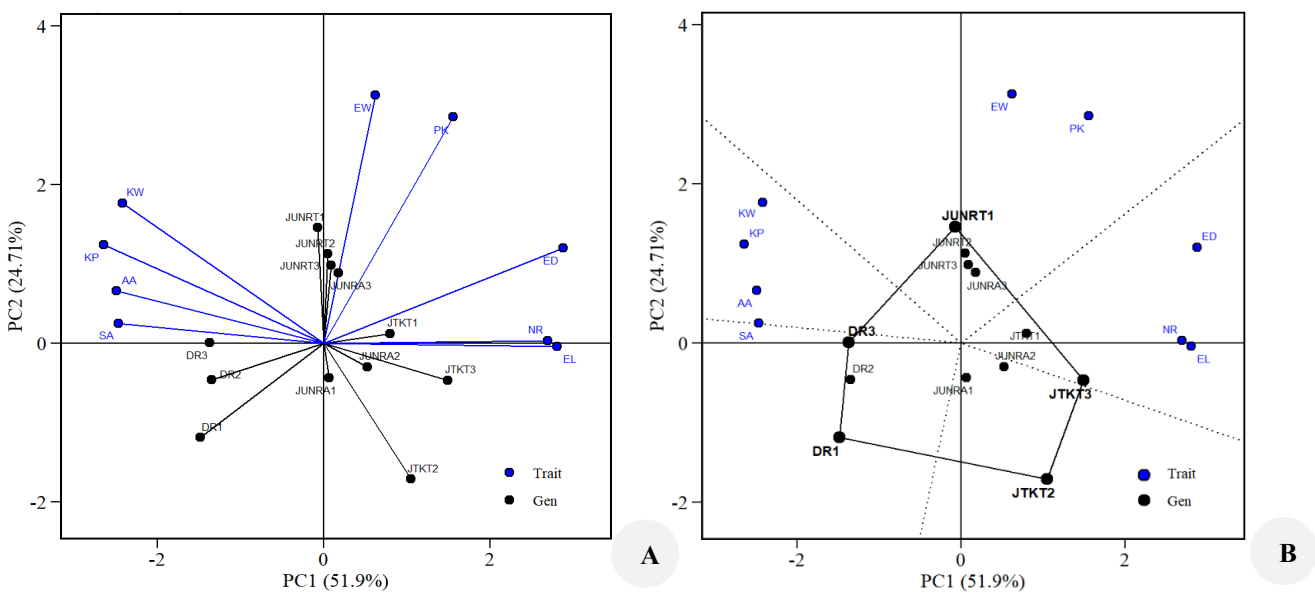 4
2
0
-2
-2
0
2
PC2 (24.71%)
PC1 (51.9%)
EW
PK
KW
KP
AA
SA
ED
NR
EL
JUNRT1
JUNRT2
JUNRT3
JUNRA3
JTKT1
JUNRA2
JTKT3
JUNRA1
DR3
DR2
DR1
JTKT2
Trait
Gen
A
4
2
0
-2
-2
0
2
PC2 (24.71%)
PC1 (51.9%)
EW
PK
KW
KP
AA
SA
ED
NR
EL
JUNRT1
JUNRT2
JUNRT3
JUNRA3
DR3
JTRT1
DR2
JUNRA2
JUNRA1
JTKT3
DR1
JTKT2
Trait
Gen
B